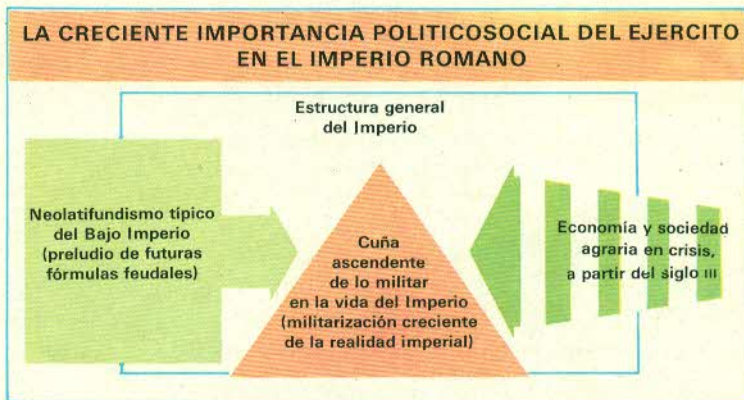 LA CRECIENTE IMPORTANCIA POLITICOSOCIAL DEL EJERCITO
EN EL IMPERIO ROMANO
Estructura general
del Imperio
Neolatifundismo típico
del Bajo Imperio
(preludio de futuras
fórmulas feudales)
Cuña
ascendente
de lo militar
en la vida del Imperio
(militarización creciente
de la realidad imperial)
Economía y sociedad
agraria en crisis,
a partir del siglo III